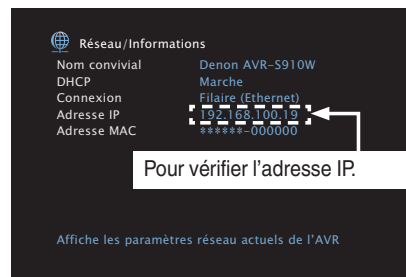 Réseau/Informations
Nom convivial Denon AVR-S910W
DHCP Marche
Connexion Filaire (Ethernet)
Adresse IP 192.168.100.19
Adresse MAC ******-000000
Pour vérifier l'adresse IP.
Affiche les paramètres réseau actuels de l'AVR